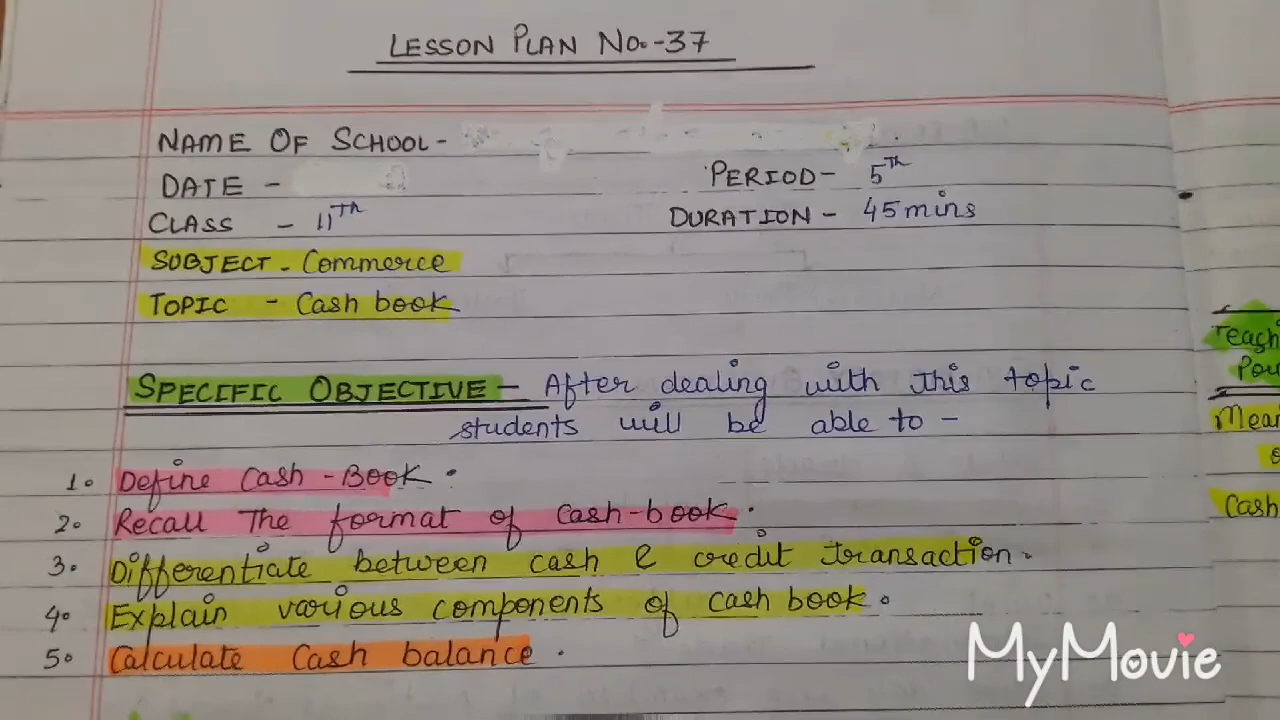 LESSON PLAN No.-37
NAME OF SCHOOL-
DATE -
PERIOD- 5TH
CLASS - 11TH
DURATION - 45mins
SUBJECT - Commerce
TOPIC - Cash book
SPECIFIC OBJECTIVE - After dealing with this topic
students will be able to -
1. Define Cash-Book.
2. Recall The format of cash-book.
3. Differentiate between cash & credit transaction.
4. Explain various components of cash book.
5. Calculate Cash balance.
Teach
Pou
Mean
Cash
MyMovie